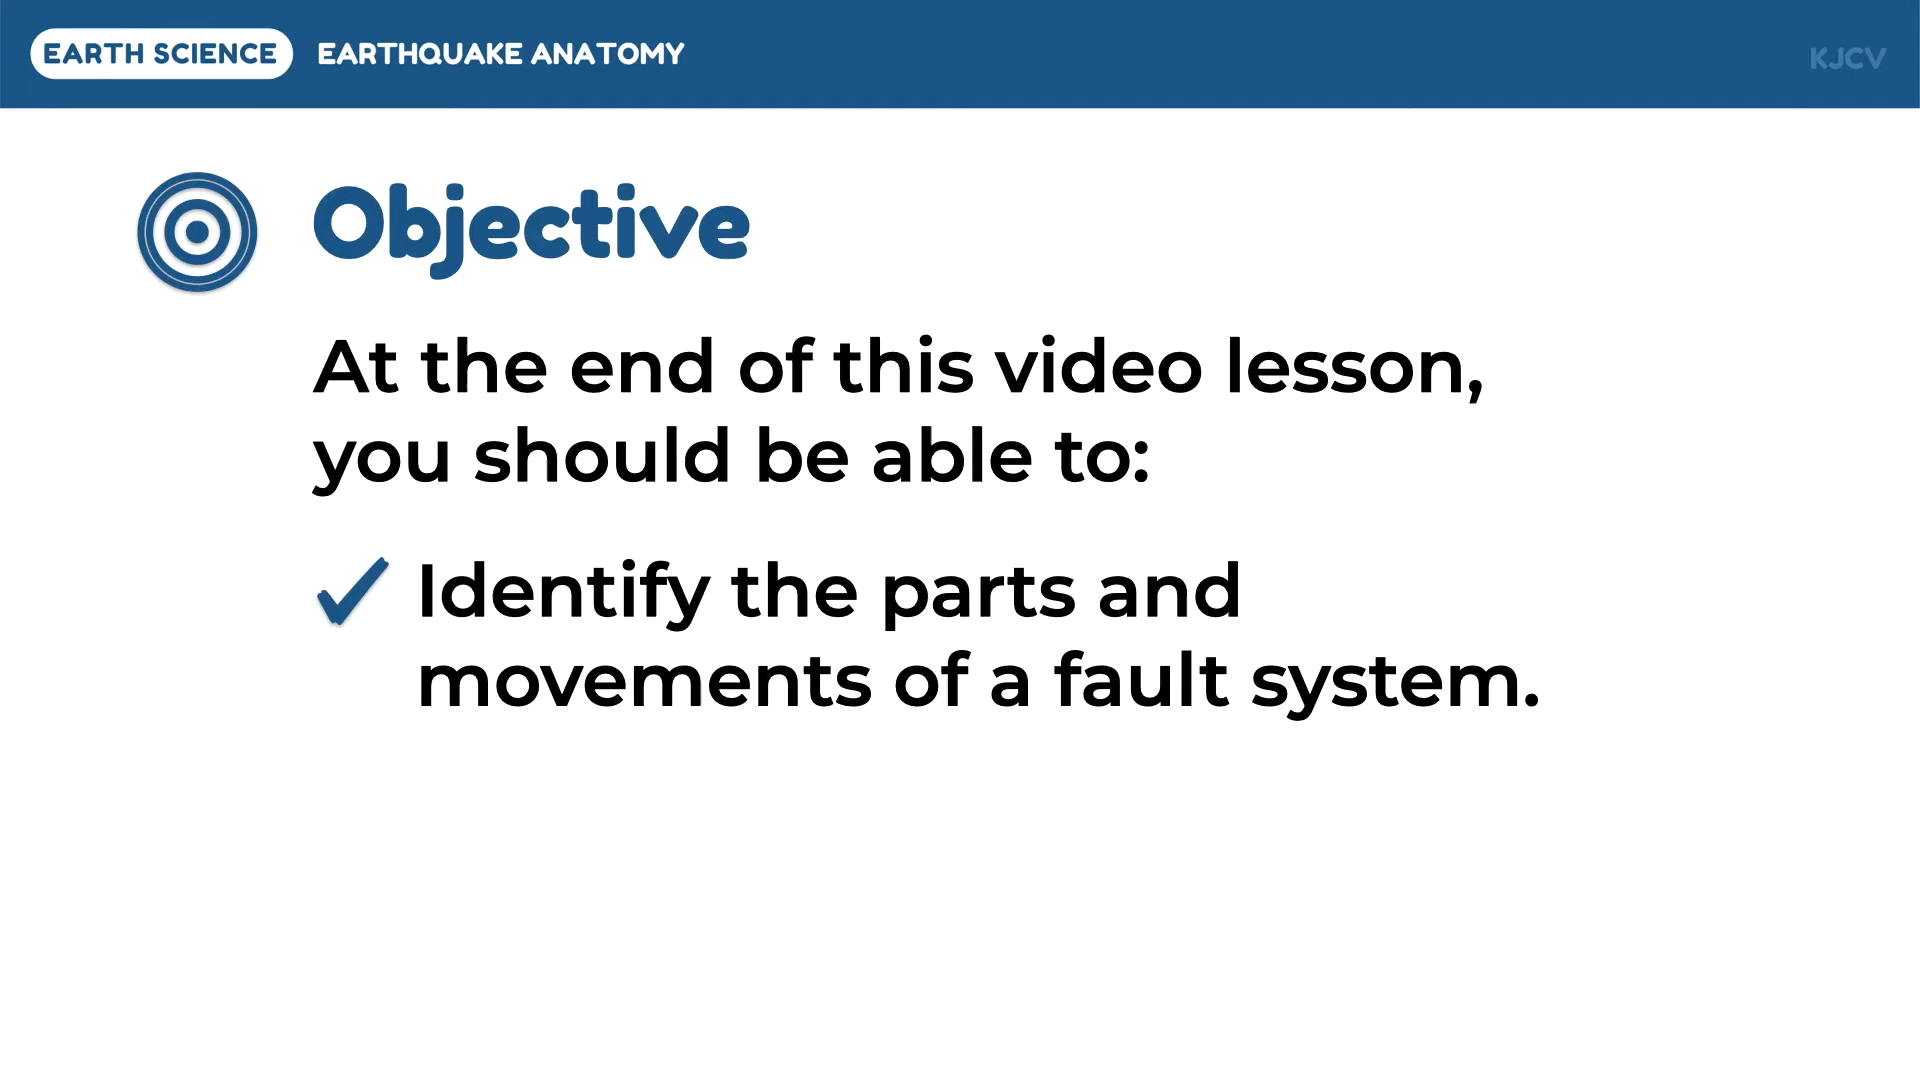 EARTH SCIENCE EARTHQUAKE ANATOMY KJCV
Objective
At the end of this video lesson,
you should be able to:
Identify the parts and
movements of a fault system.